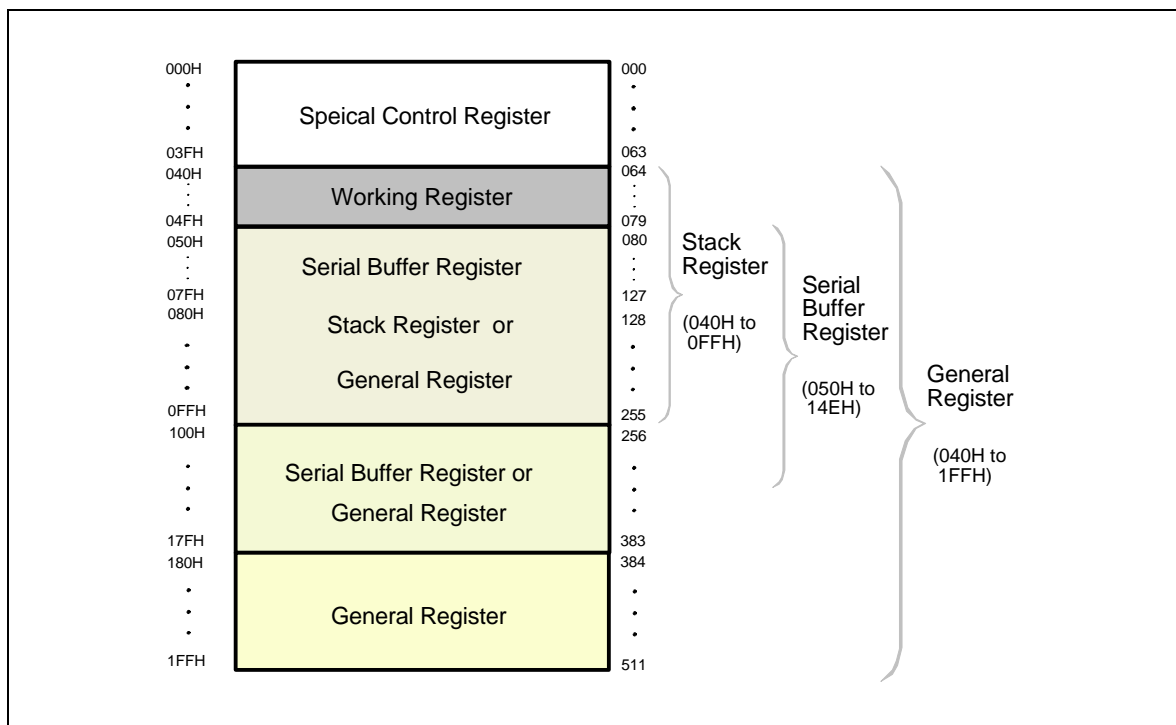 000H
000
Speical Control Register
03FH
063
040H
064
Working Register
04FH
079
050H
080
Serial Buffer Register
07FH
127
080H
128
Stack Register or
General Register
0FFH
255
100H
256
Serial Buffer Register or
General Register
17FH
383
180H
384
General Register
1FFH
511
Stack
Register
(040H to
0FFH)
Serial
Buffer
Register
(050H to
14EH)
General
Register
(040H to
1FFH)